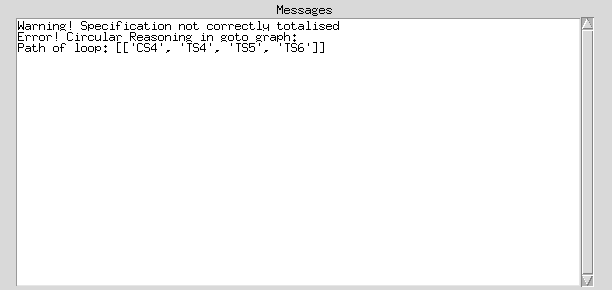 Messages
Warning! Specification not correctly totalised
Error! Circular Reasoning in goto graph:
Path of loop: [['CS4', 'TS4', 'TS5', 'TS6']]